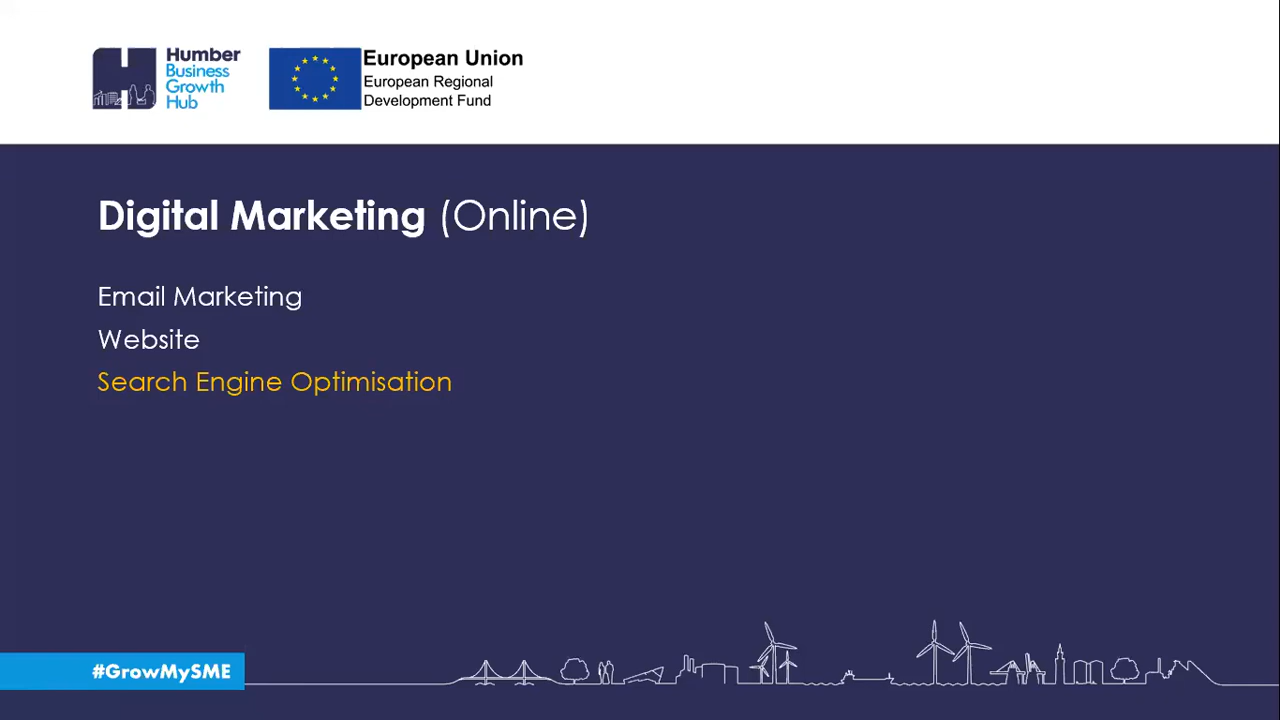 Humber
Business
Growth
Hub
European Union
European Regional
Development Fund
Digital Marketing (Online)
Email Marketing
Website
Search Engine Optimisation
#GrowMySME